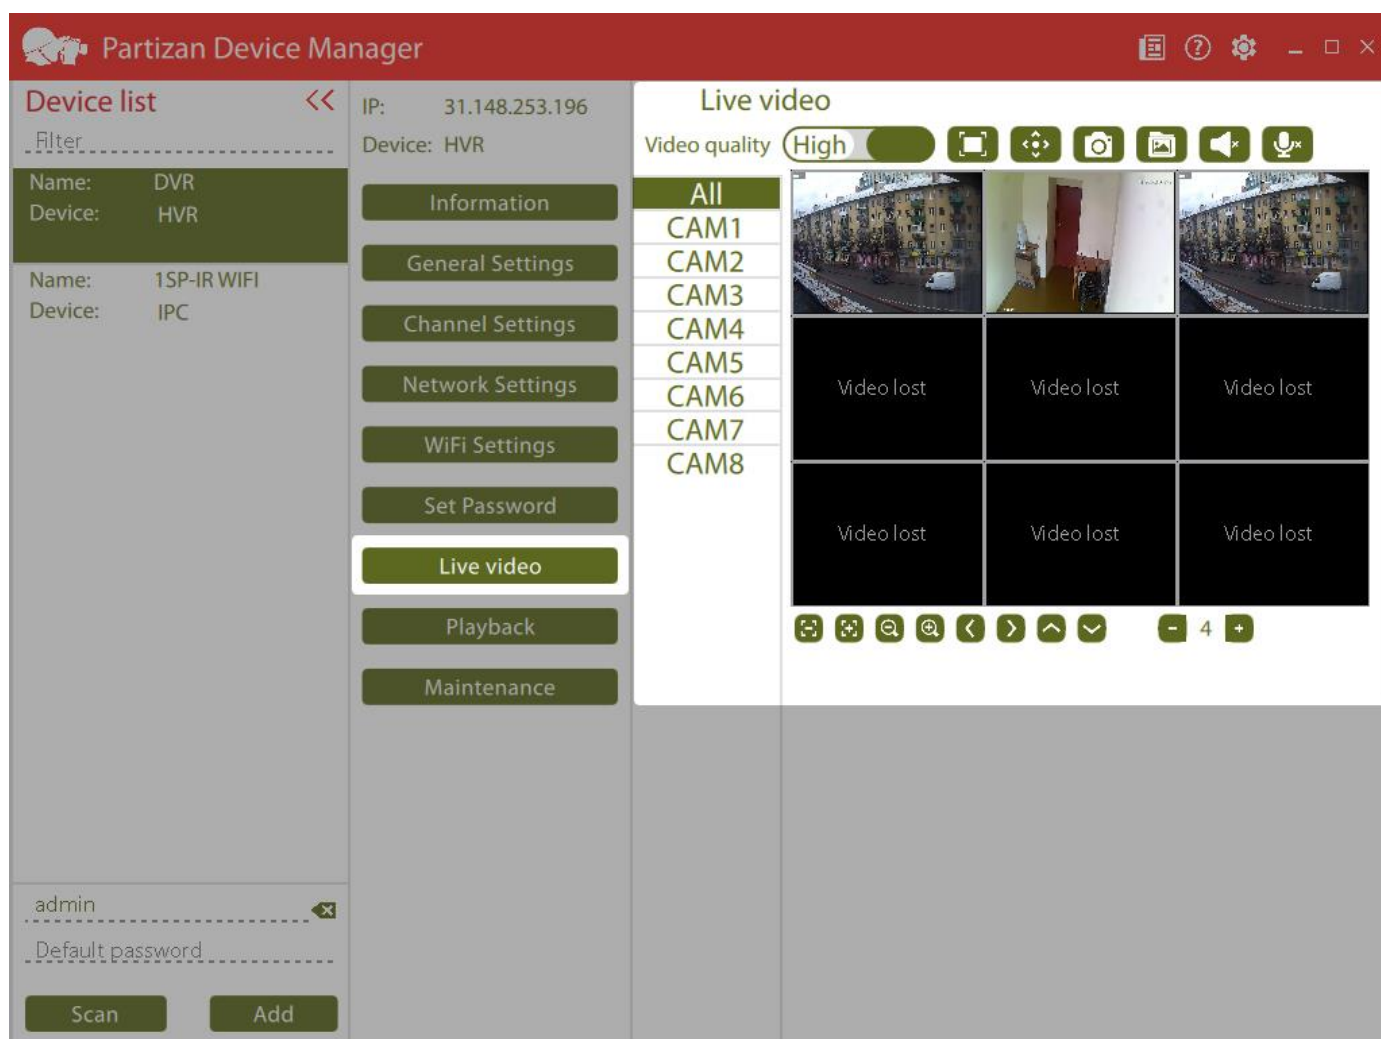 Partizan Device Manager
Device list <<
Filter
Name: DVR
Device: HVR
Name: 1SP-IR WIFI
Device: IPC
admin
Default password
Scan Add
IP: 31.148.253.196
Device: HVR
Information
General Settings
Channel Settings
Network Settings
WiFi Settings
Set Password
Live video
Playback
Maintenance
Live video
Video quality High
All
CAM1
CAM2
CAM3
CAM4
CAM5
CAM6
CAM7
CAM8
Video lost Video lost Video lost
Video lost Video lost Video lost
- 4 +